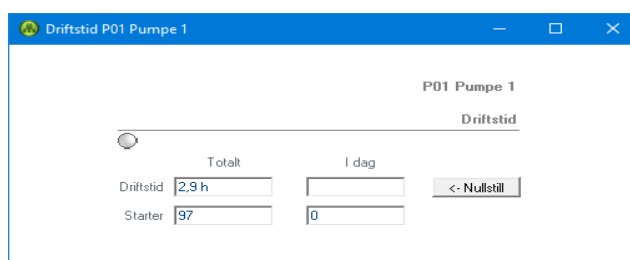 Driftstid P01 Pumpe 1
P01 Pumpe 1
Driftstid
Totalt I dag
Driftstid 2,9 h <- Nullstill
Starter 97 0